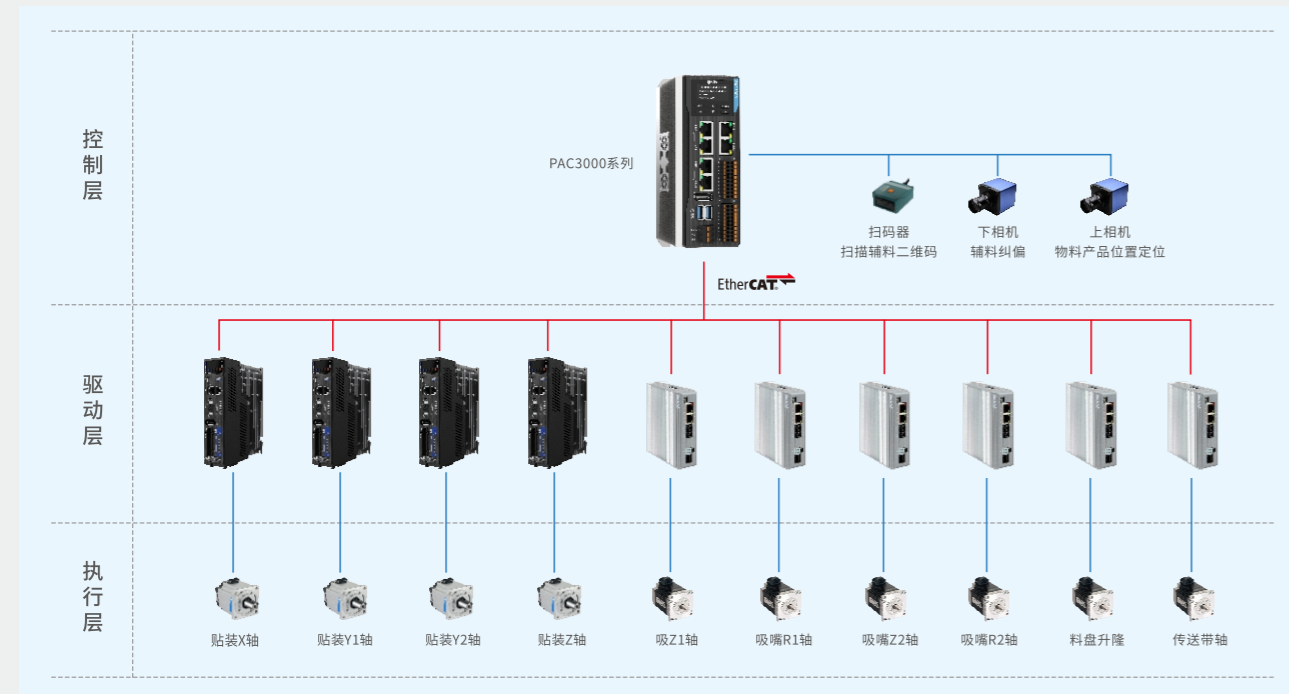 控制层
PAC3000系列
扫码器
扫描辅料二维码
下相机
辅料纠偏
上相机
物料产品位置定位
EtherCAT
驱动层
执行层
贴装X轴
贴装Y1轴
贴装Y2轴
贴装Z轴
吸Z1轴
吸嘴R1轴
吸嘴Z2轴
吸嘴R2轴
料盘升隆
传送带轴